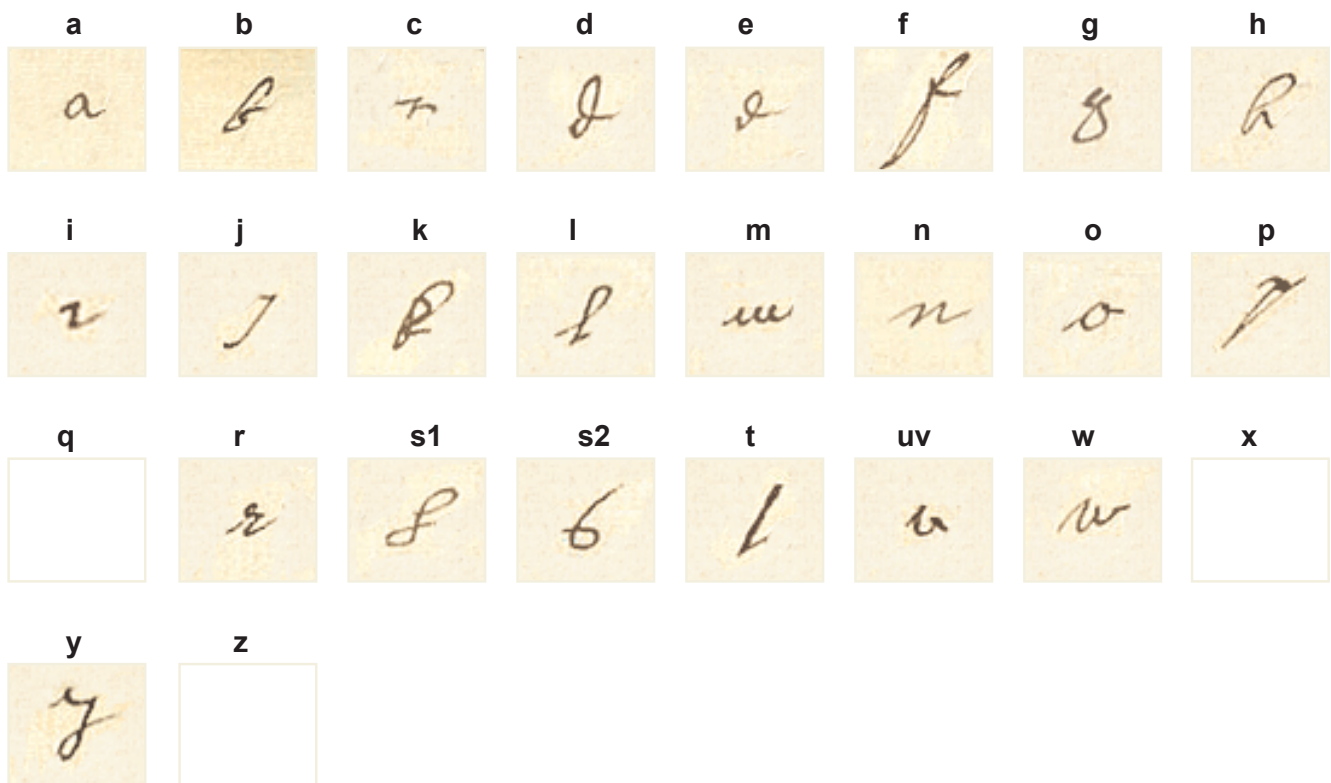 a b c d e f g h
a b c d e f g h
i j k l m n o p
i j k l m n o p
q r s1 s2 t uv w x
r s s t u w
y z
y